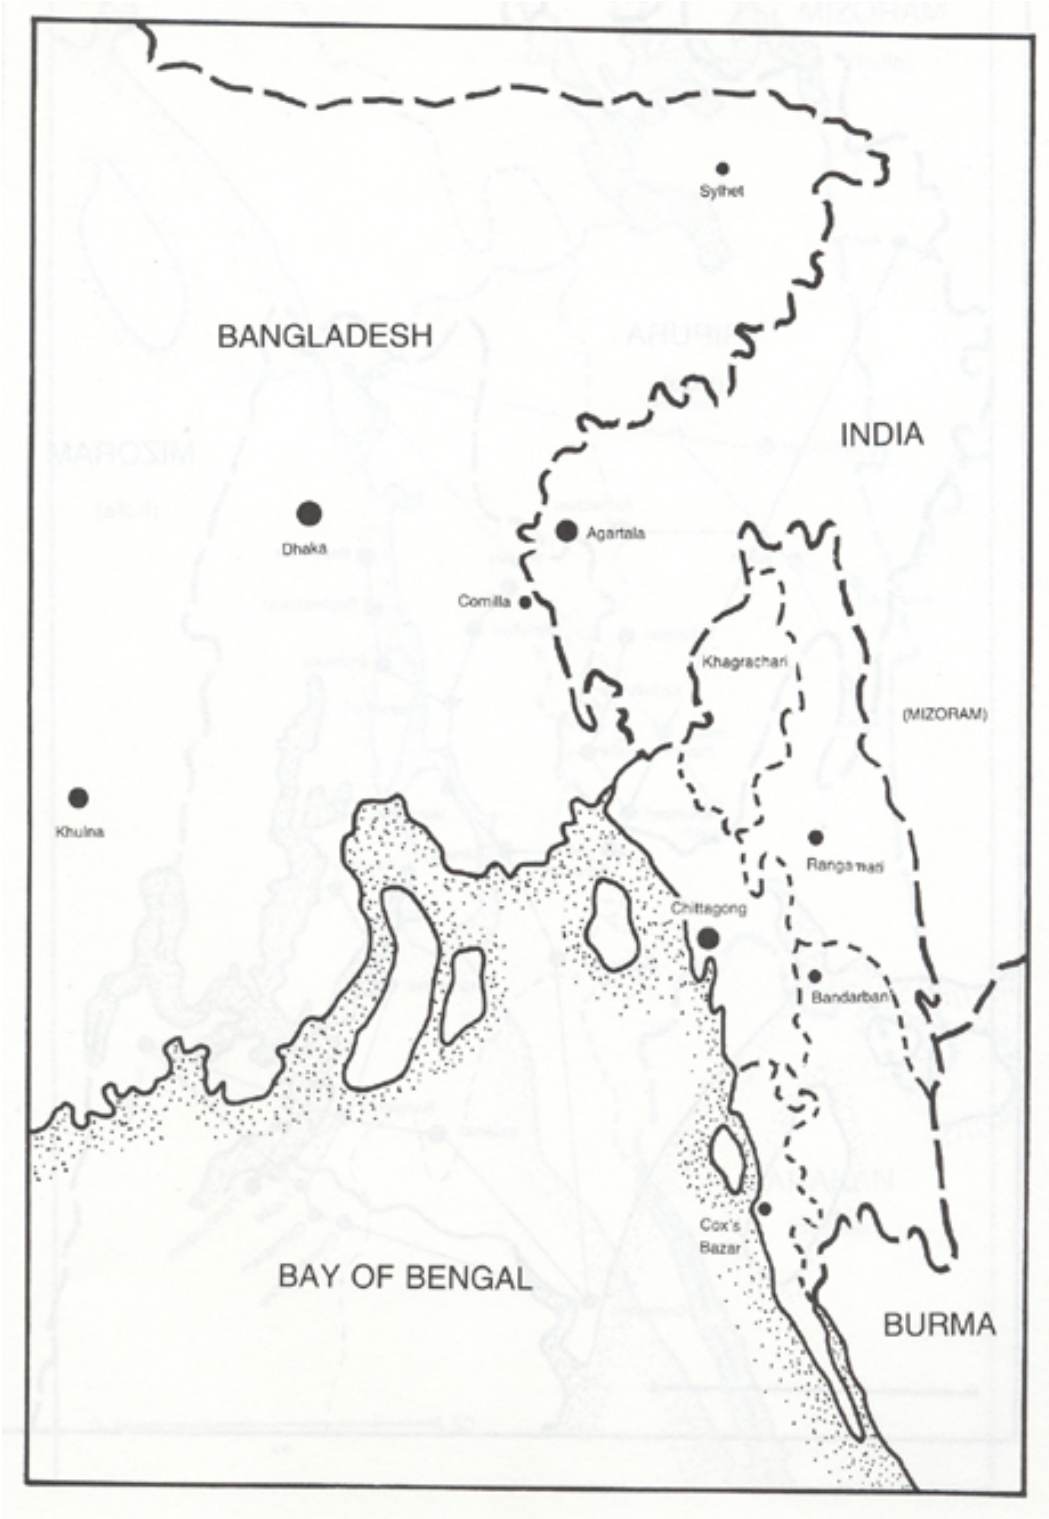 Sylhet
BANGLADESH
INDIA
Dhaka
Agartala
Comilla
Khagrachari
(MIZORAM)
Khulna
Rangamati
Chittagong
Bandarban
Cox's
Bazar
BAY OF BENGAL
BURMA